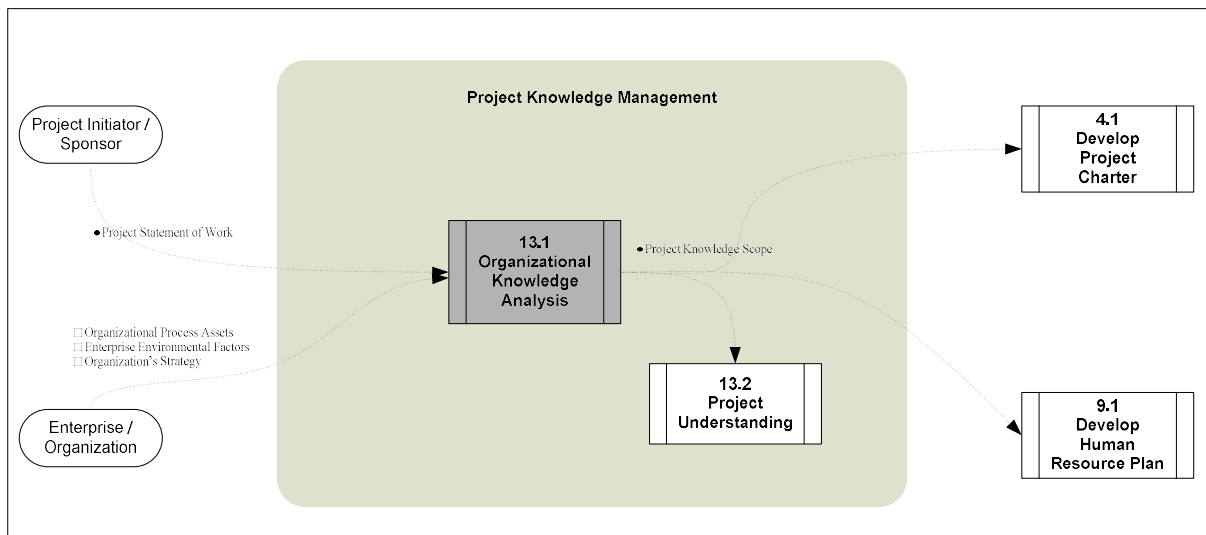 Project Knowledge Management
Project Initiator /
Sponsor
4.1
Develop
Project
Charter
● Project Statement of Work
13.1
Organizational
Knowledge
Analysis
● Project Knowledge Scope
□ Organizational Process Assets
□ Enterprise Environmental Factors
□ Organization's Strategy
13.2
Project
Understanding
Enterprise /
Organization
9.1
Develop
Human
Resource Plan